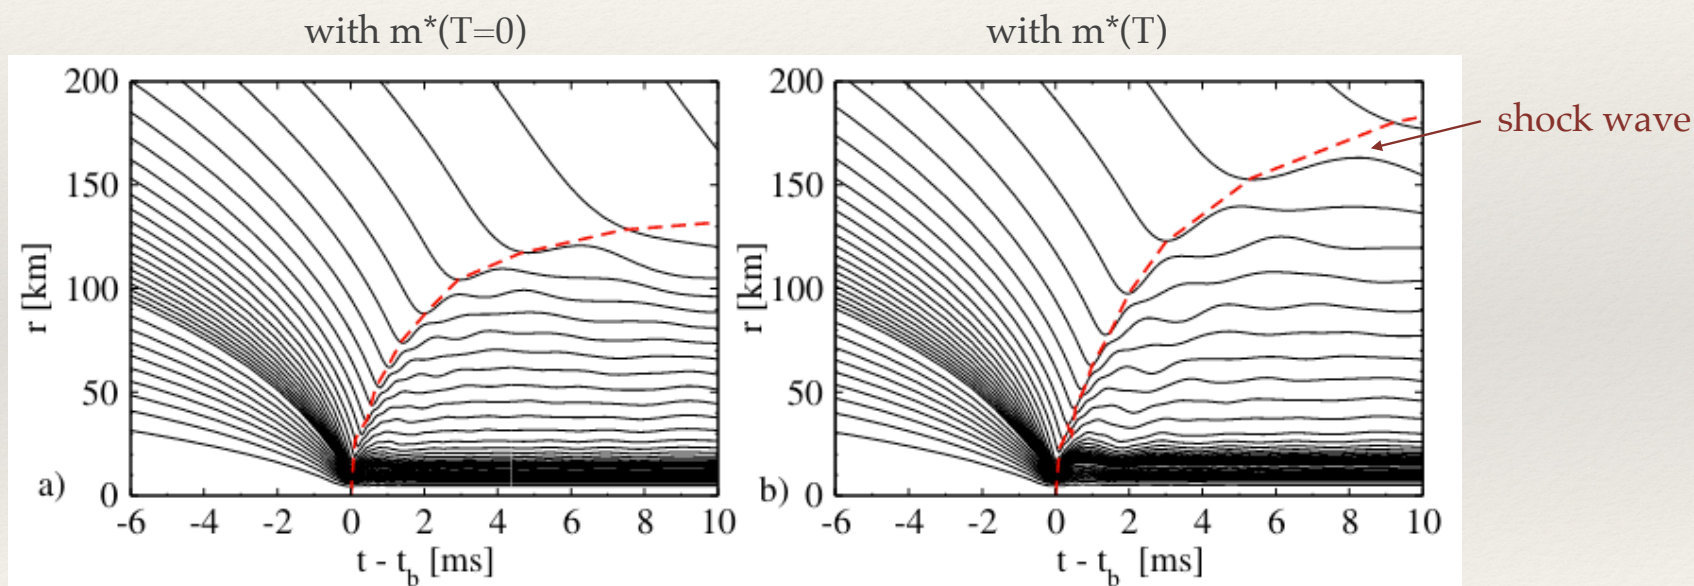 with m*(T=0)
with m*(T)
shock wave
200
150
100
50
0
r [km]
a)
-6 -4 -2 0 2 4 6 8 10
t - t_b [ms]
200
150
100
50
0
r [km]
b)
-6 -4 -2 0 2 4 6 8 10
t - t_b [ms]